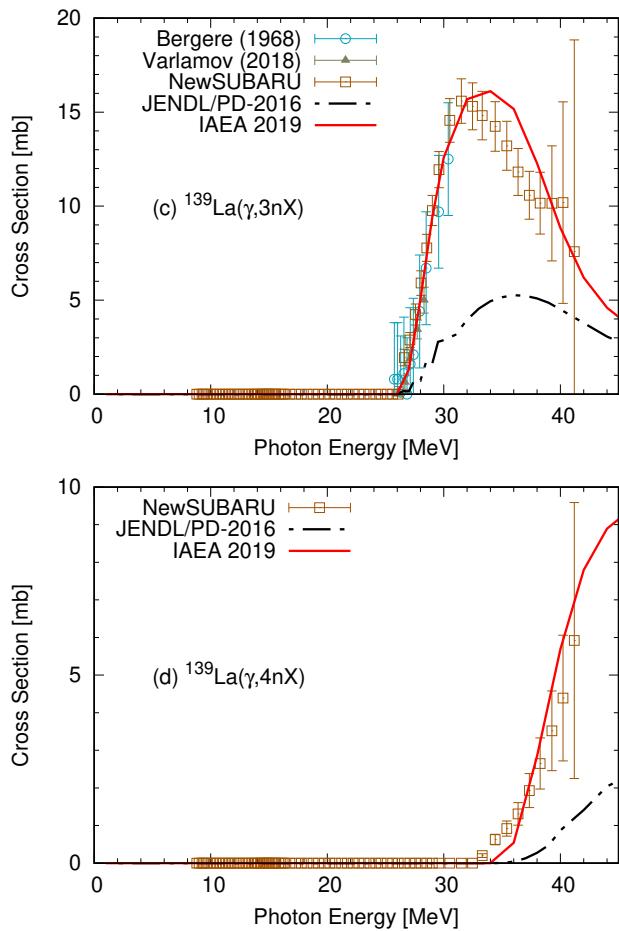 Bergere (1968)
Varlamov (2018)
NewSUBARU
JENDL/PD-2016
IAEA 2019
20
15
10
5
0
Cross Section [mb]
(c) ¹³⁹La(γ,3nX)
0 10 20 30 40
Photon Energy [MeV]
NewSUBARU
JENDL/PD-2016
IAEA 2019
10
5
0
Cross Section [mb]
(d) ¹³⁹La(γ,4nX)
0 10 20 30 40
Photon Energy [MeV]